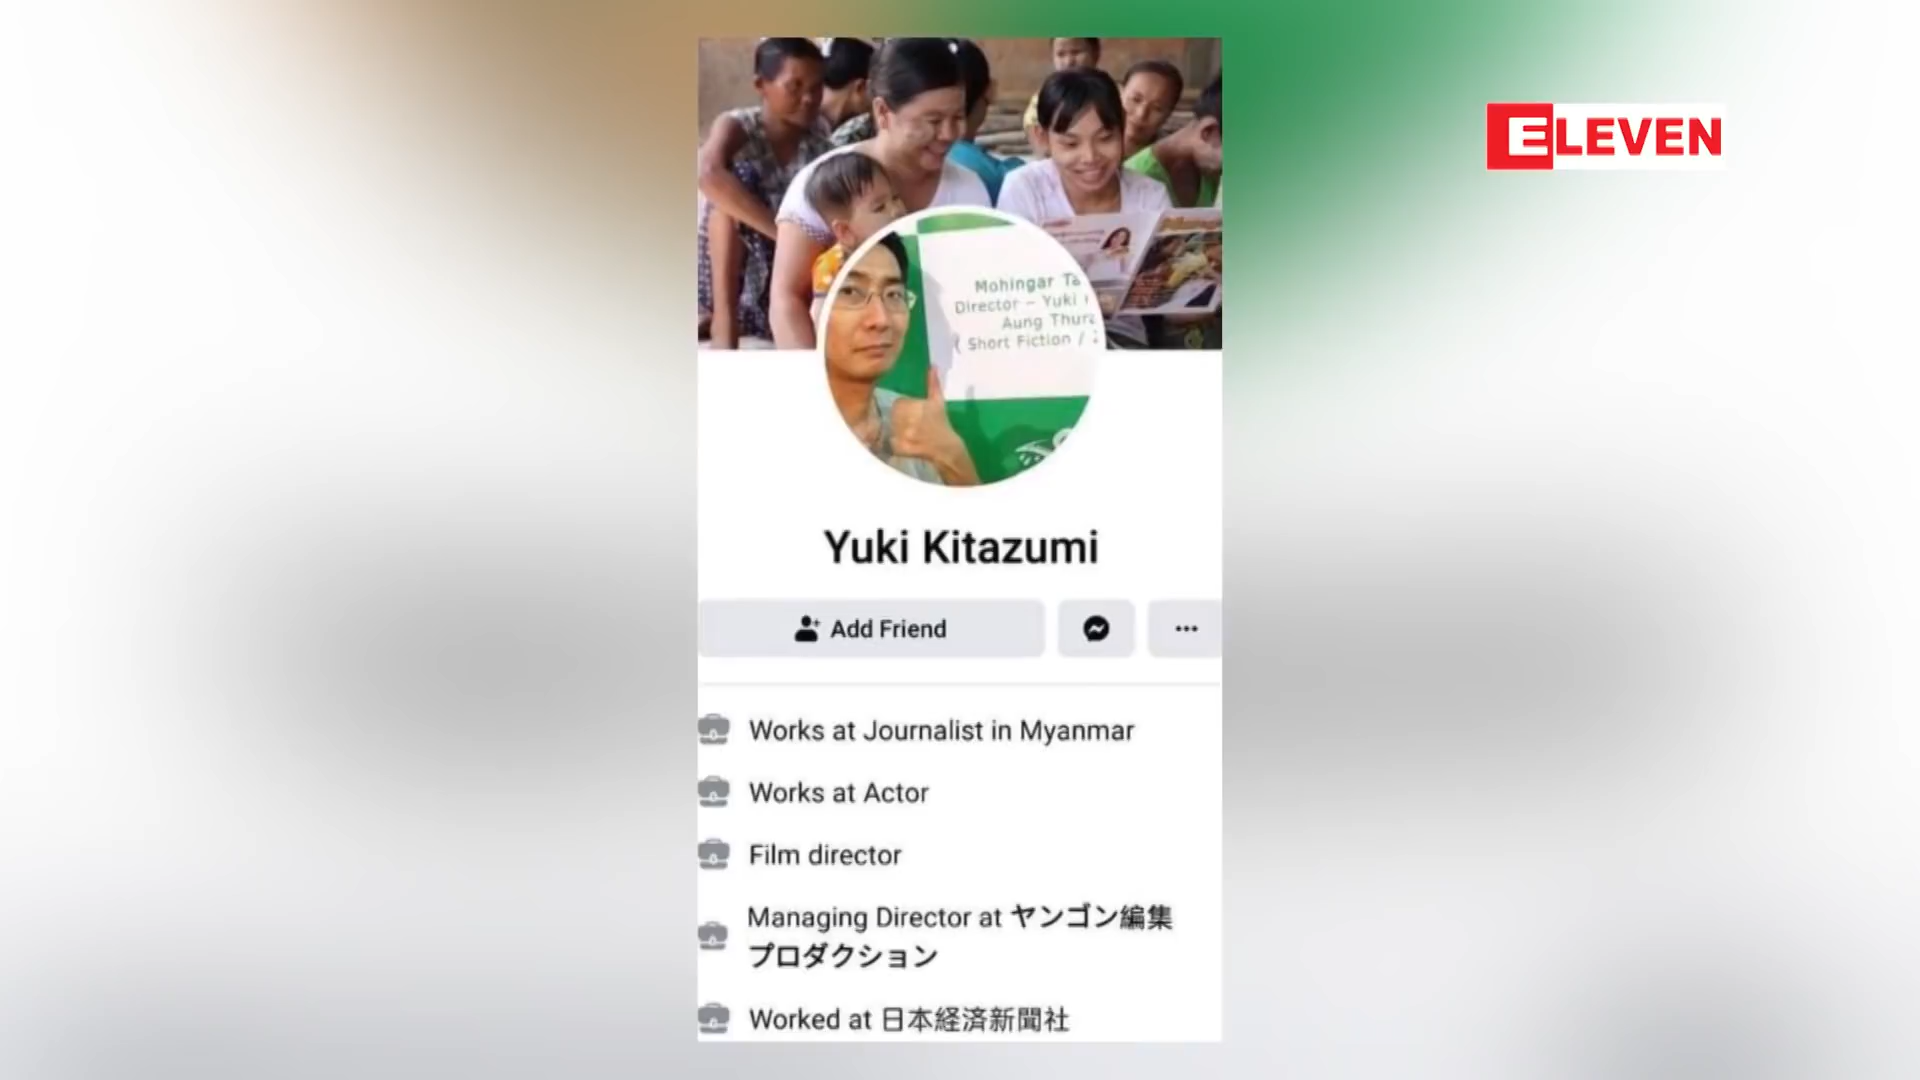 ELEVEN
Mohingar Ta
Director – Yuki
Aung Thura
( Short Fiction /
Yuki Kitazumi
Add Friend
Works at Journalist in Myanmar
Works at Actor
Film director
Managing Director at ヤンゴン編集
プロダクション
Worked at 日本経済新聞社